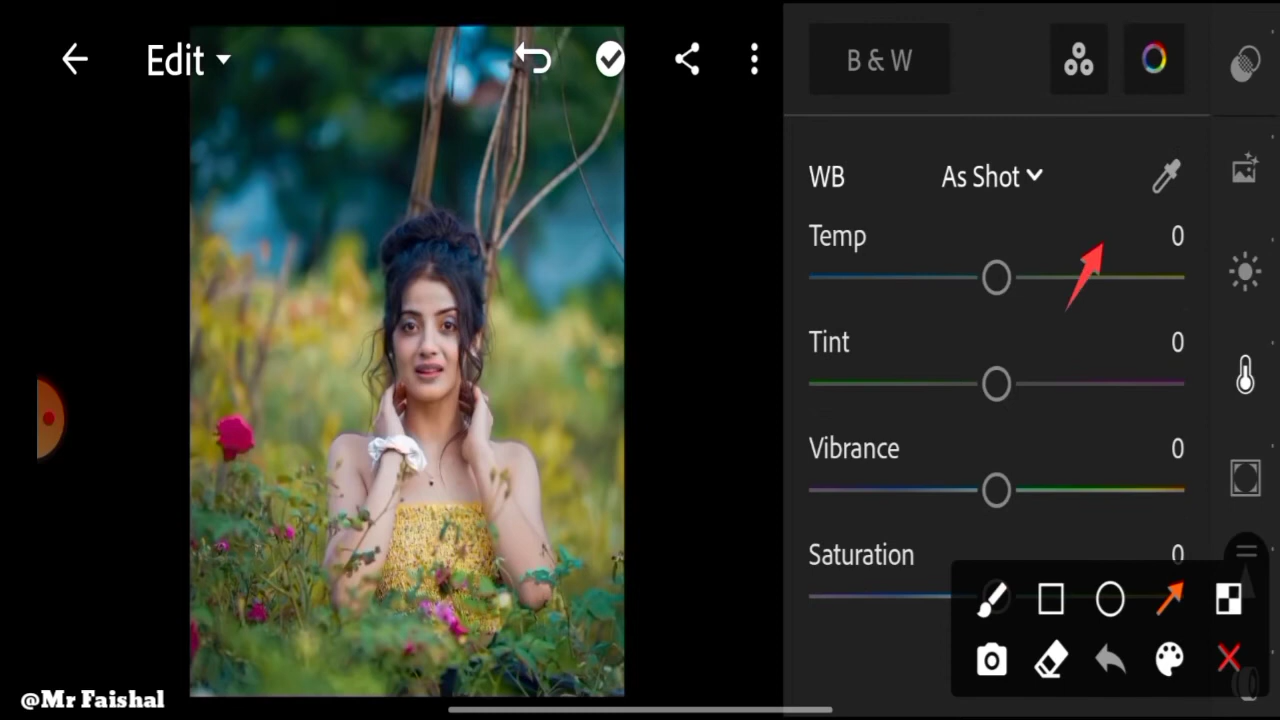 Edit
B & W
WB As Shot
Temp 0
Tint 0
Vibrance 0
Saturation 0
@Mr Faishal